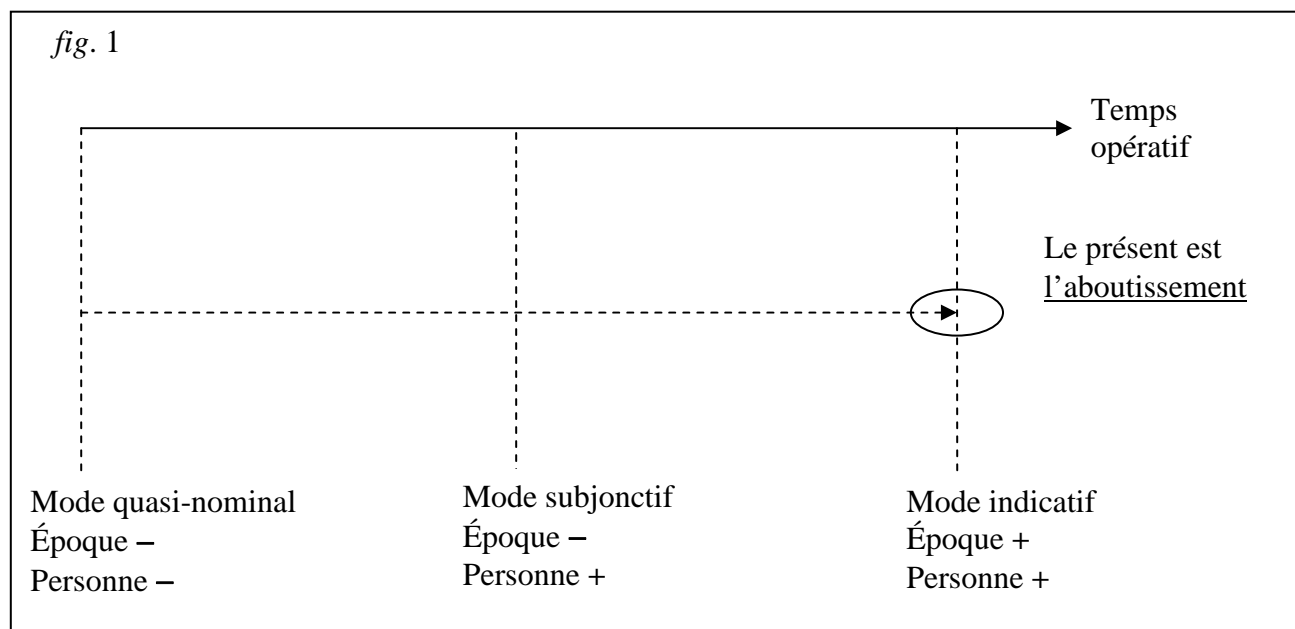 fig. 1
Temps
opératif
Le présent est
l’aboutissement
Mode quasi-nominal
Époque –
Personne –
Mode subjonctif
Époque –
Personne +
Mode indicatif
Époque +
Personne +